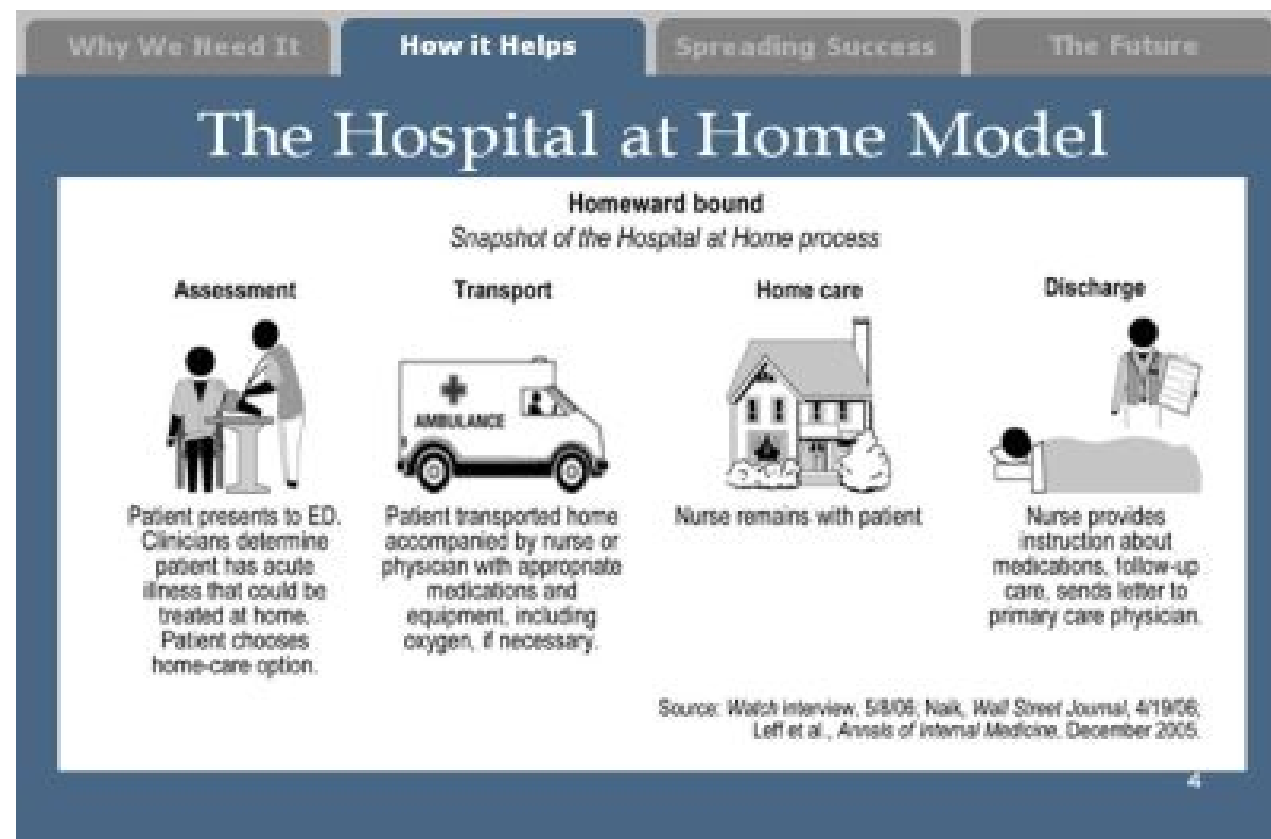 Why We Need It
How it Helps
Spreading Success
The Future
The Hospital at Home Model
Homeward bound
Snapshot of the Hospital at Home process
Assessment
Transport
Home care
Discharge
AMBULANCE
Patient presents to ED.
Clinicians determine
patient has acute
illness that could be
treated at home.
Patient chooses
home-care option.
Patient transported home
accompanied by nurse or
physician with appropriate
medications and
equipment, including
oxygen, if necessary.
Nurse remains with patient
Nurse provides
instruction about
medications, follow-up
care, sends letter to
primary care physician.
Source: Watch interview, 5/8/06; Naik, Wall Street Journal, 4/19/06;
Leff et al., Annals of Internal Medicine, December 2005.
4